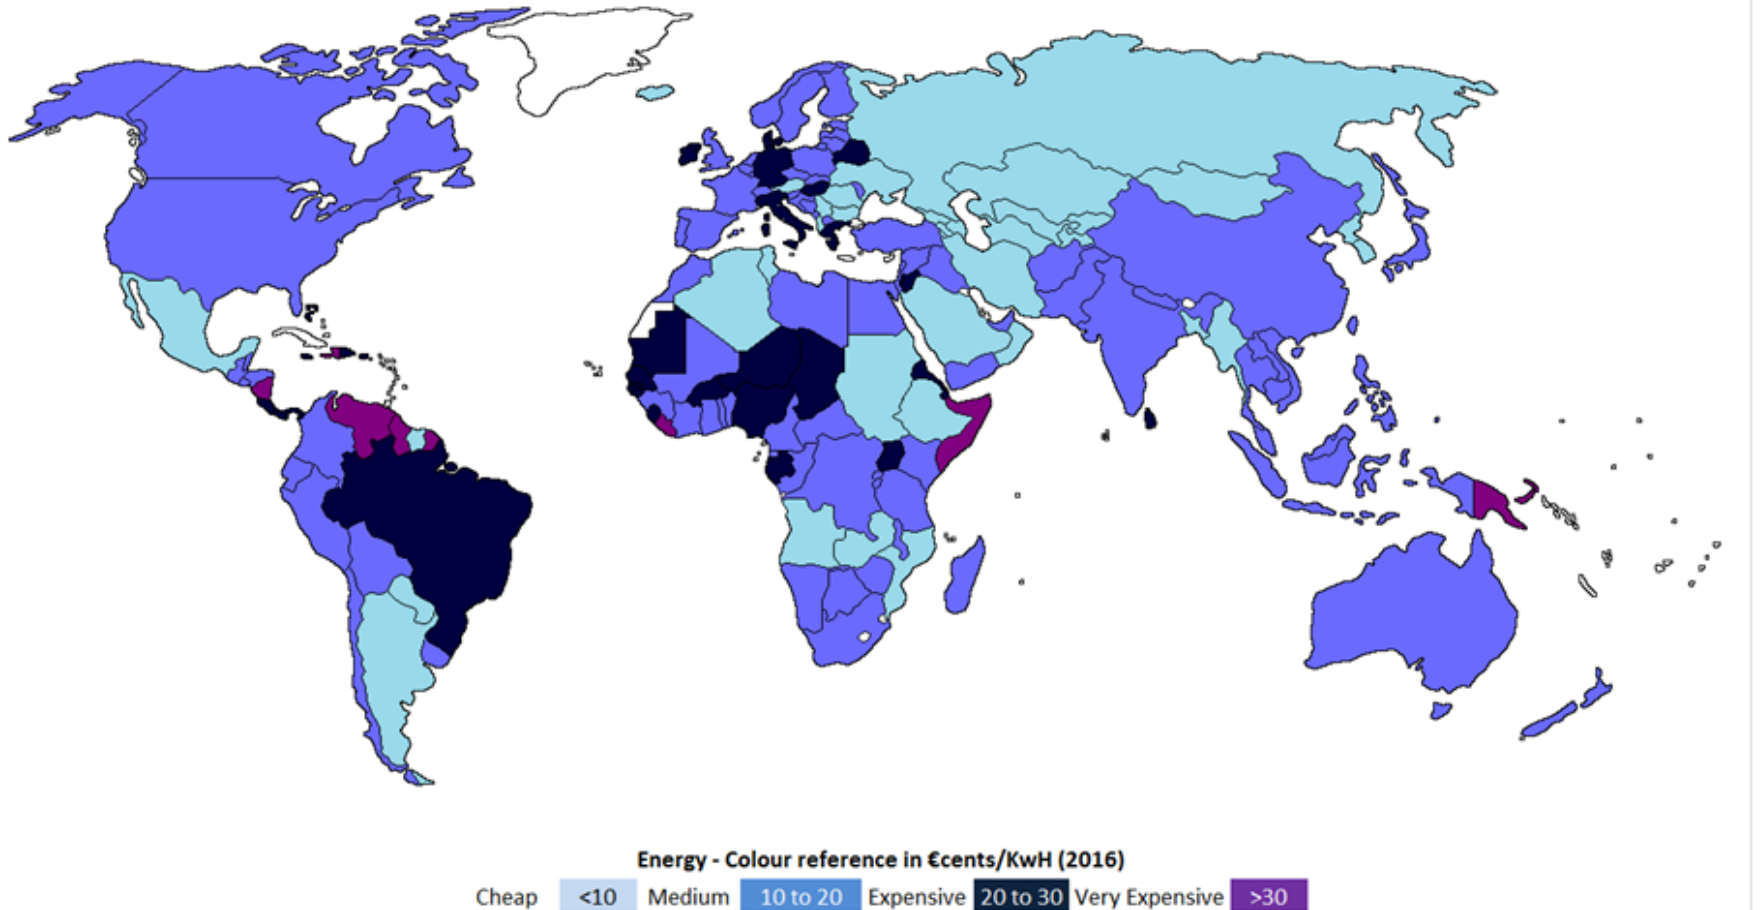 Energy - Colour reference in €cents/KwH (2016)
Cheap <10 Medium 10 to 20 Expensive 20 to 30 Very Expensive >30